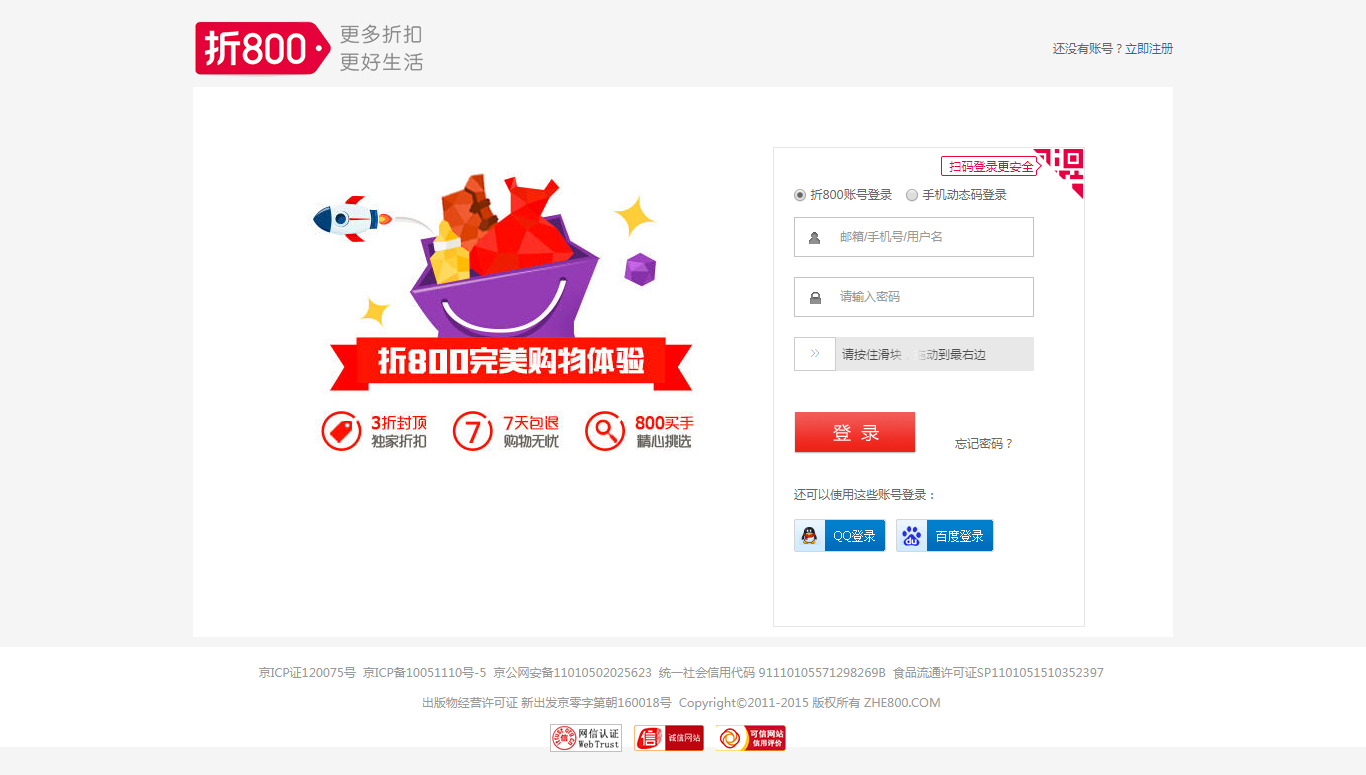 折800
更多折扣
更好生活
还没有账号？立即注册
扫码登录更安全
折800账号登录 手机动态码登录
邮箱/手机号/用户名
请输入密码
请按住滑块 拖动到最右边
登 录
忘记密码？
还可以使用这些账号登录：
QQ登录 百度登录
折800完美购物体验
3折封顶
独家折扣
7
7天包退
购物无忧
800买手
精心挑选
京ICP证120075号 京ICP备10051110号-5 京公网安备11010502025623 统一社会信用代码 91110105571298269B 食品流通许可证SP1101051510352397
出版物经营许可证 新出发京零字第朝160018号 Copyright©2011-2015 版权所有 ZHE800.COM
网信认证
WebTrust
信 诚信网站
可信网站
信用评价